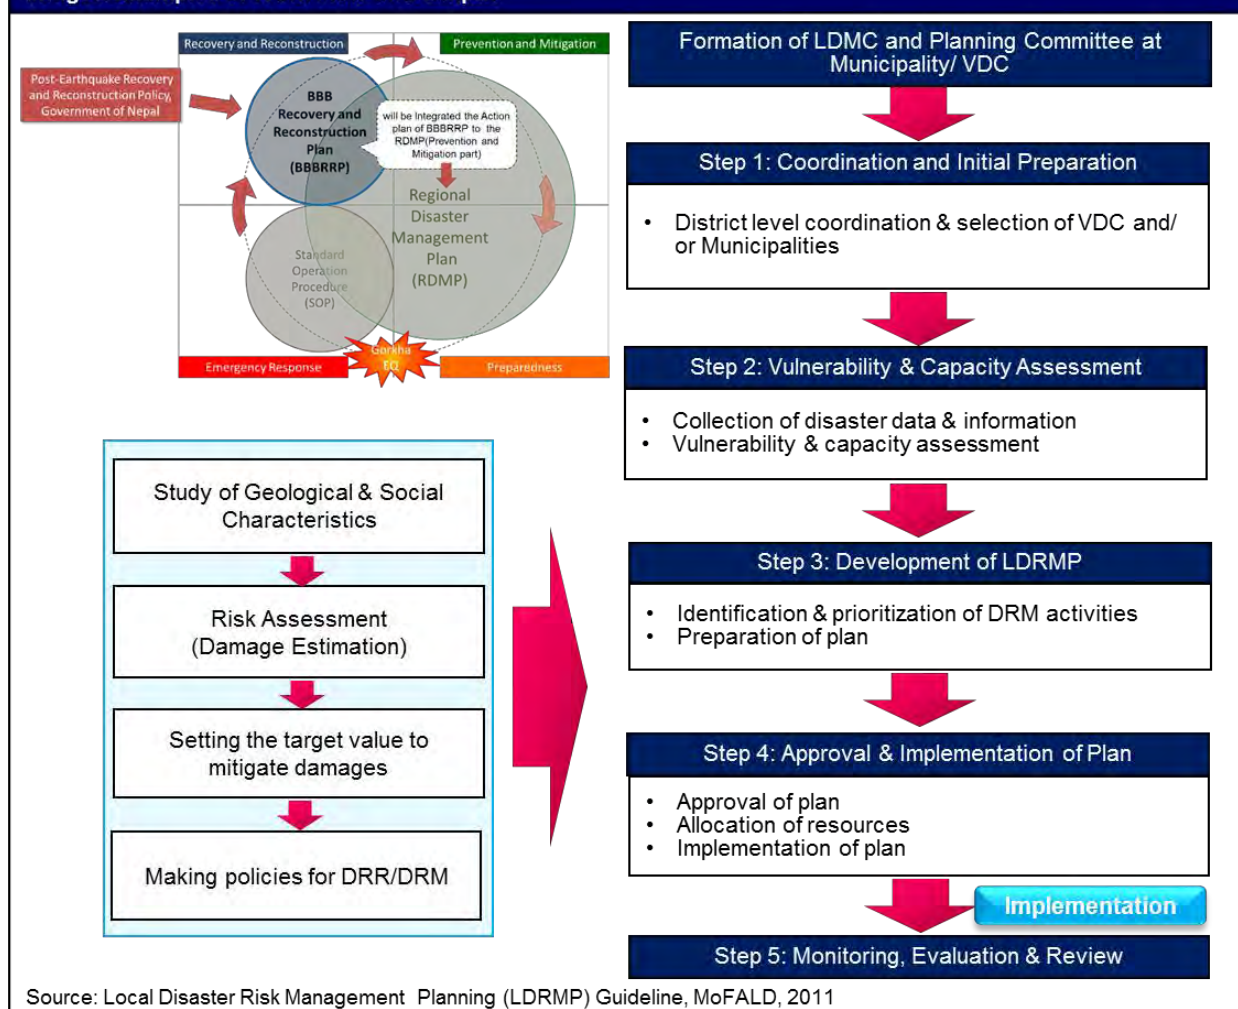 Recovery and Reconstruction
Prevention and Mitigation
Post-Earthquake Recovery
and Reconstruction Policy,
Government of Nepal
BBB
Recovery and
Reconstruction
Plan
(BBBRRP)
will be Integrated the Action
plan of BBBRRP to the
RDMP(Prevention and
Mitigation part)
Regional
Disaster
Management
Plan
(RDMP)
Standard
Operation
Procedure
(SOP)
Emergency Response
Gorkha
EQ
Preparedness
Study of Geological & Social
Characteristics
Risk Assessment
(Damage Estimation)
Setting the target value to
mitigate damages
Making policies for DRR/DRM
Formation of LDMC and Planning Committee at
Municipality/ VDC
Step 1: Coordination and Initial Preparation
• District level coordination & selection of VDC and/
or Municipalities
Step 2: Vulnerability & Capacity Assessment
• Collection of disaster data & information
• Vulnerability & capacity assessment
Step 3: Development of LDRMP
• Identification & prioritization of DRM activities
• Preparation of plan
Step 4: Approval & Implementation of Plan
• Approval of plan
• Allocation of resources
• Implementation of plan
Implementation
Step 5: Monitoring, Evaluation & Review
Source: Local Disaster Risk Management Planning (LDRMP) Guideline, MoFALD, 2011